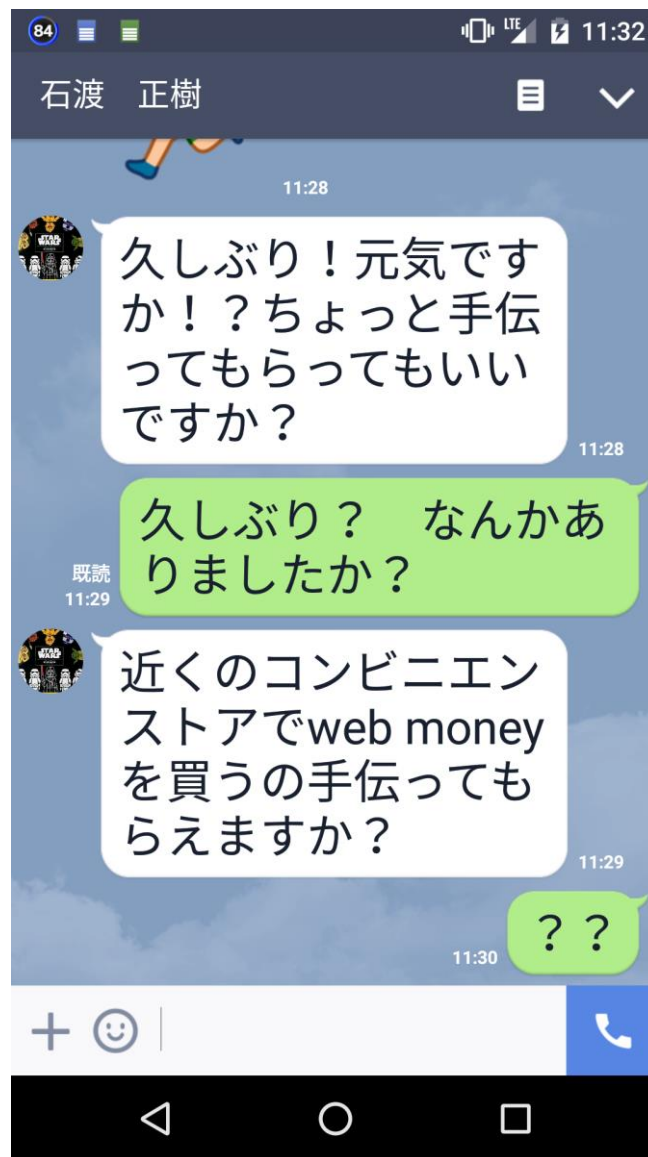 84 LTE 11:32
石渡 正樹
11:28
STAR WARS
久しぶり！元気です
か！？ちょっと手伝
ってもらってもいい
ですか？
11:28
久しぶり？ なんかあ
りましたか？
既読
11:29
STAR WARS
近くのコンビニエン
ストアでweb money
を買うの手伝っても
らえますか？
11:29
？？
11:30